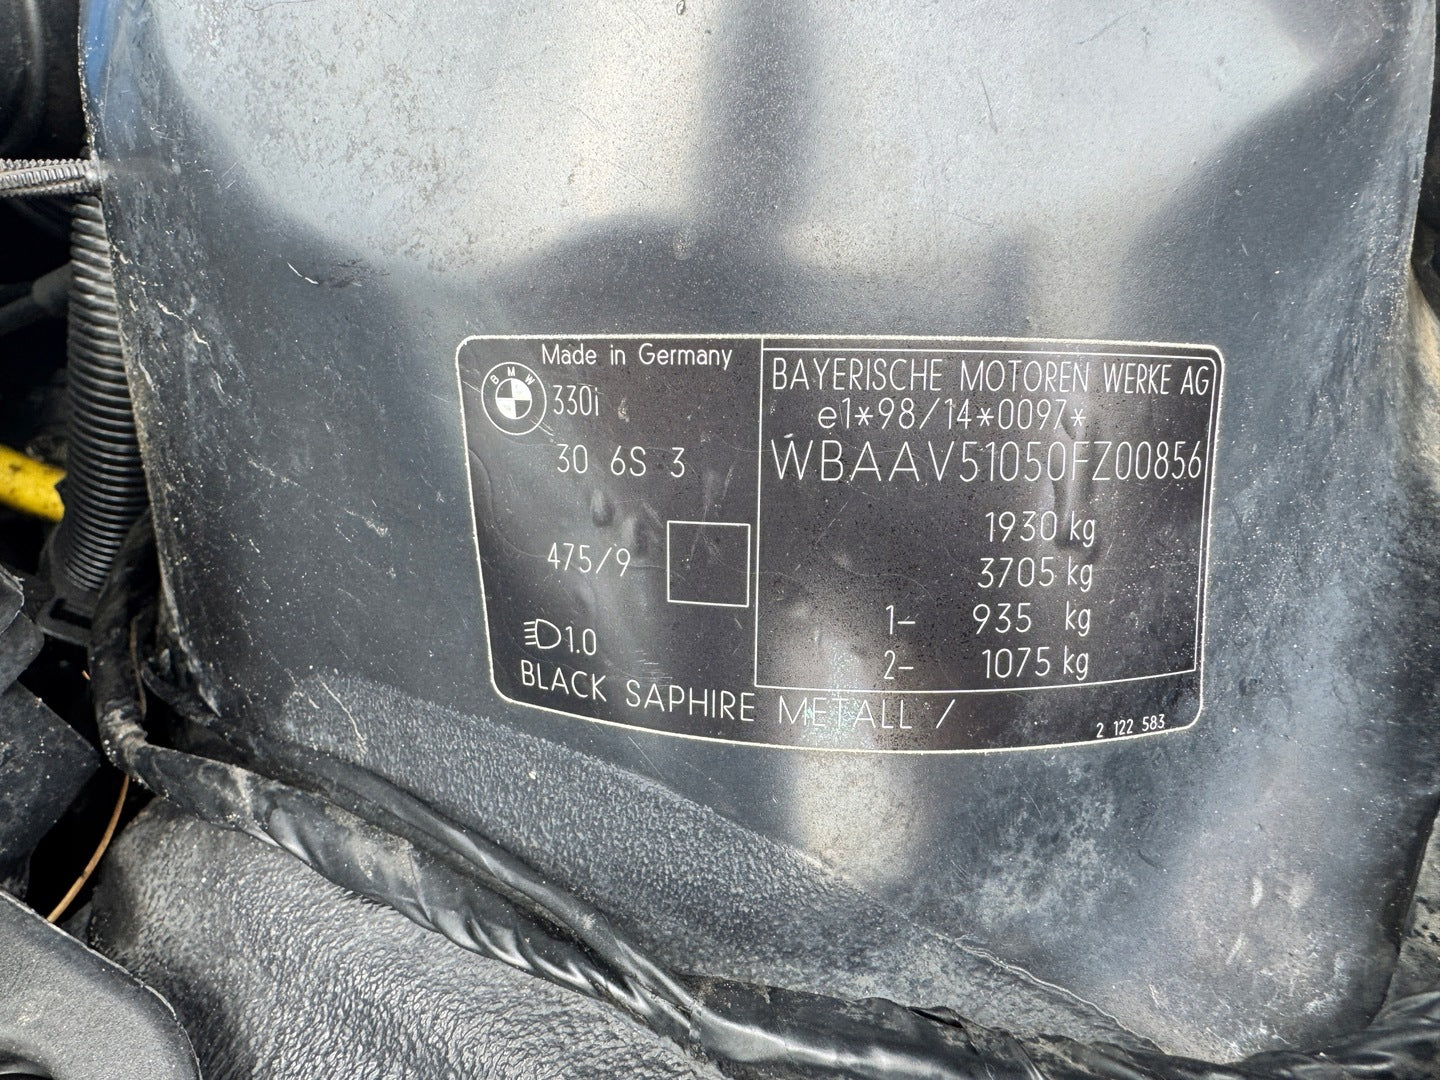 Made in Germany
BMW
330i
30 6S 3
475/9
1.0
BLACK SAPHIRE METALL /
BAYERISCHE MOTOREN WERKE AG
e1*98/14*0097*
WBAAV51050FZ00856
1930 kg
3705 kg
1- 935 kg
2- 1075 kg
2 122 583